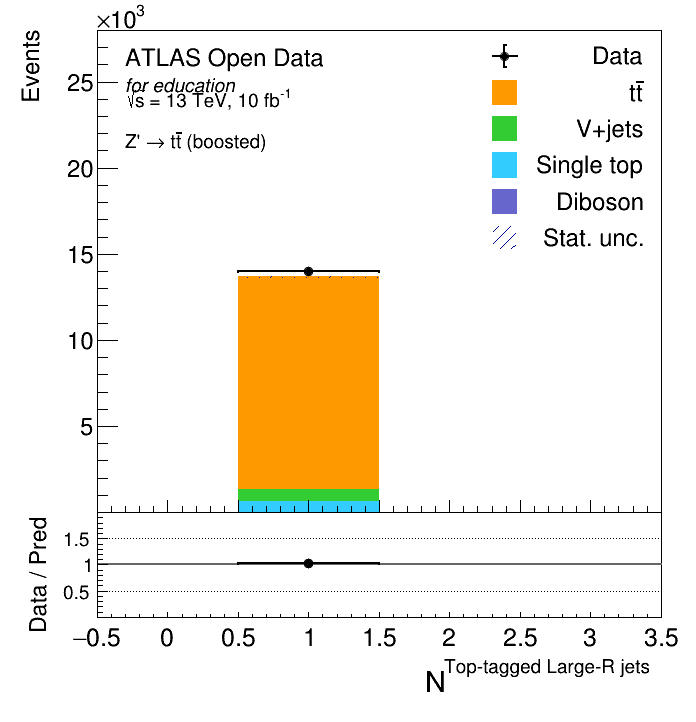 ×10³
Events
25
20
15
10
5
ATLAS Open Data
for education
√s = 13 TeV, 10 fb⁻¹
Z' → tt̄ (boosted)
Data
tt̄
V+jets
Single top
Diboson
Stat. unc.
Data / Pred
1.5
1
0.5
−0.5 0 0.5 1 1.5 2 2.5 3 3.5
N^Top-tagged Large-R jets